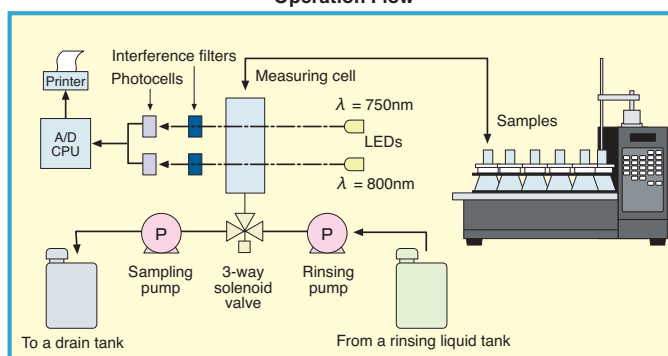 Operation Flow
Interference filters
Photocells
Measuring cell
Printer
λ = 750nm
Samples
A/D
CPU
LEDs
λ = 800nm
P
P
Sampling
pump
3-way
solenoid
valve
Rinsing
pump
To a drain tank
From a rinsing liquid tank